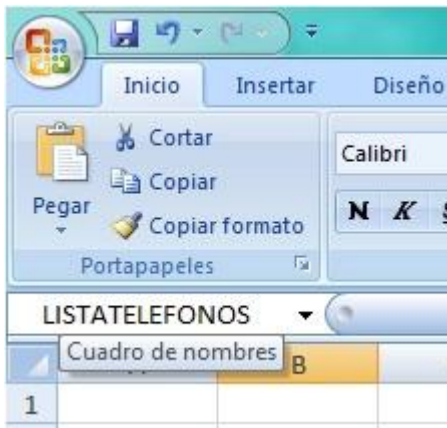 Inicio Insertar Diseño
Cortar
Copiar
Pegar
Copiar formato
Calibri
N K
Portapapeles
LISTATELEFONOS
Cuadro de nombres
B
1